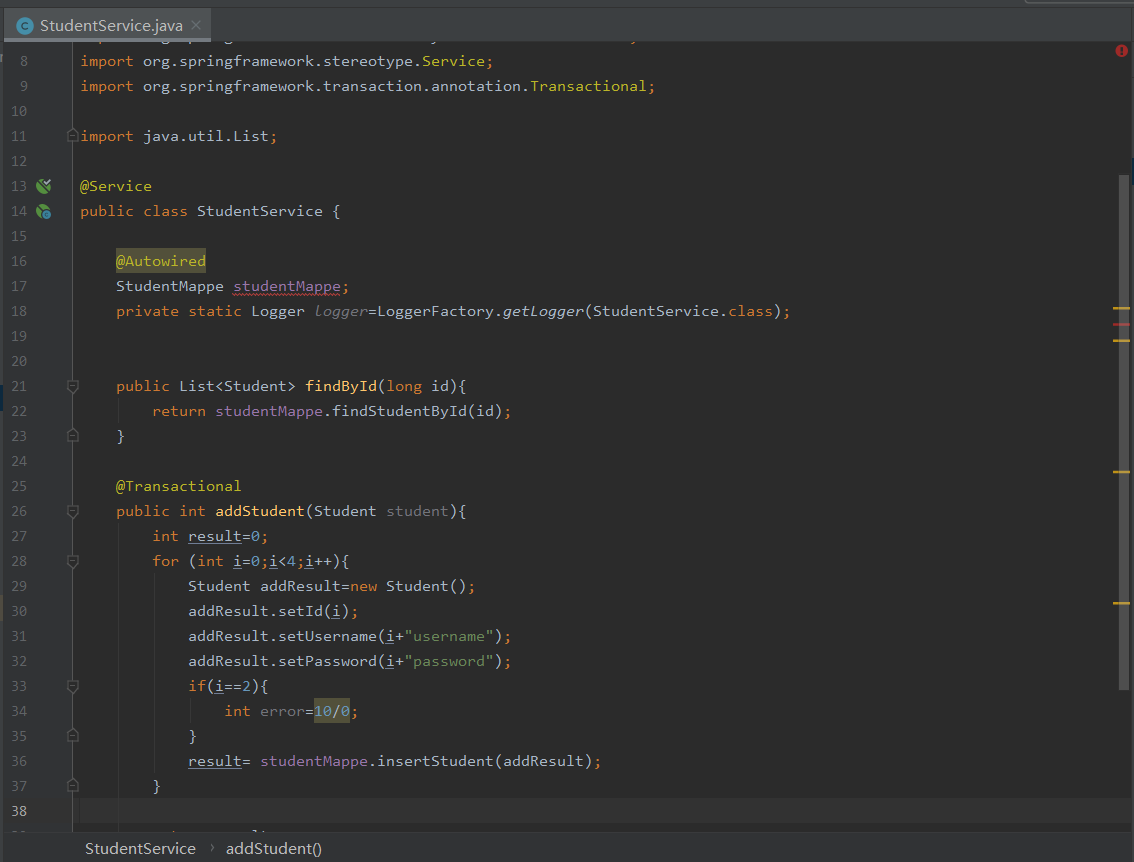 StudentService.java
8 import org.springframework.stereotype.Service;
9 import org.springframework.transaction.annotation.Transactional;
10
11 import java.util.List;
12
13 @Service
14 public class StudentService {
15
16 @Autowired
17 StudentMappe studentMappe;
18 private static Logger logger=LoggerFactory.getLogger(StudentService.class);
19
20
21 public List<Student> findById(long id){
22 return studentMappe.findStudentById(id);
23 }
24
25 @Transactional
26 public int addStudent(Student student){
27 int result=0;
28 for (int i=0;i<4;i++){
29 Student addResult=new Student();
30 addResult.setId(i);
31 addResult.setUsername(i+"username");
32 addResult.setPassword(i+"password");
33 if(i==2){
34 int error=10/0;
35 }
36 result= studentMappe.insertStudent(addResult);
37 }
38
StudentService › addStudent()